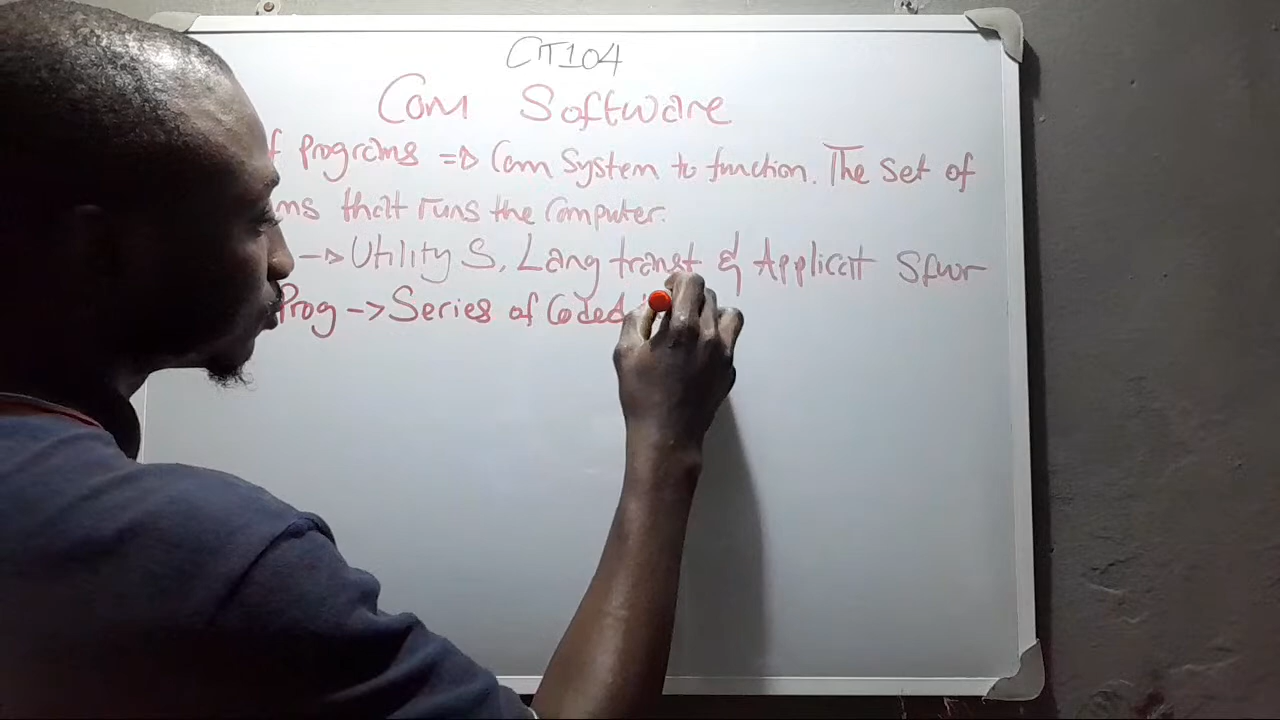 CIT104
Com Software
f programs => Com System to function. The set of
ms that runs the computer.
-> Utility S, Lang transt & Applicat Sfwr
Prog -> Series of Coded